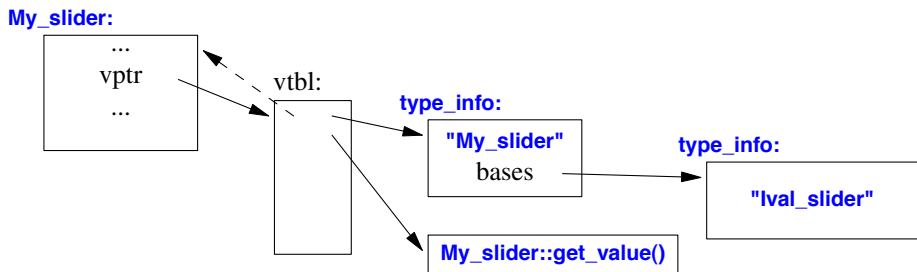 My_slider:
...
vptr
...
vtbl:
type_info:
"My_slider"
bases
type_info:
"Ival_slider"
My_slider::get_value()